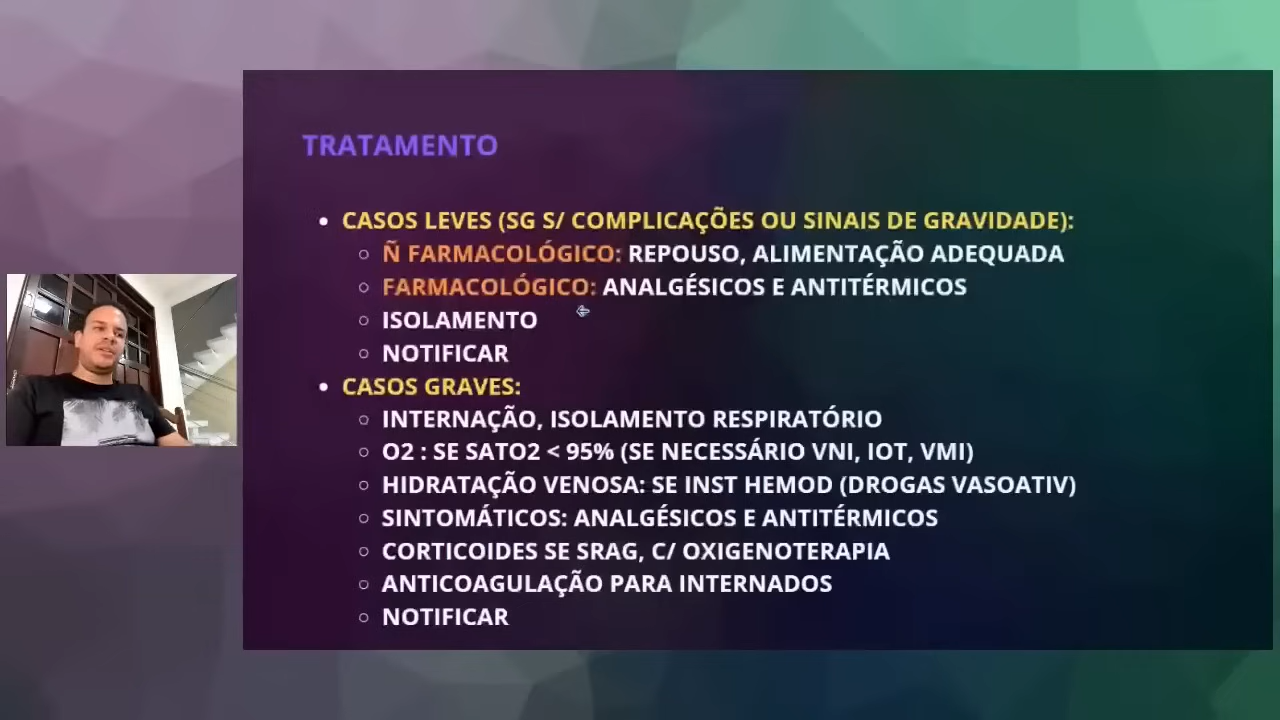 TRATAMENTO
CASOS LEVES (SG S/ COMPLICAÇÕES OU SINAIS DE GRAVIDADE):
Ñ FARMACOLÓGICO: REPOUSO, ALIMENTAÇÃO ADEQUADA
FARMACOLÓGICO: ANALGÉSICOS E ANTITÉRMICOS
ISOLAMENTO
NOTIFICAR
CASOS GRAVES:
INTERNAÇÃO, ISOLAMENTO RESPIRATÓRIO
O2 : SE SATO2 < 95% (SE NECESSÁRIO VNI, IOT, VMI)
HIDRATAÇÃO VENOSA: SE INST HEMOD (DROGAS VASOATIV)
SINTOMÁTICOS: ANALGÉSICOS E ANTITÉRMICOS
CORTICOIDES SE SRAG, C/ OXIGENOTERAPIA
ANTICOAGULAÇÃO PARA INTERNADOS
NOTIFICAR